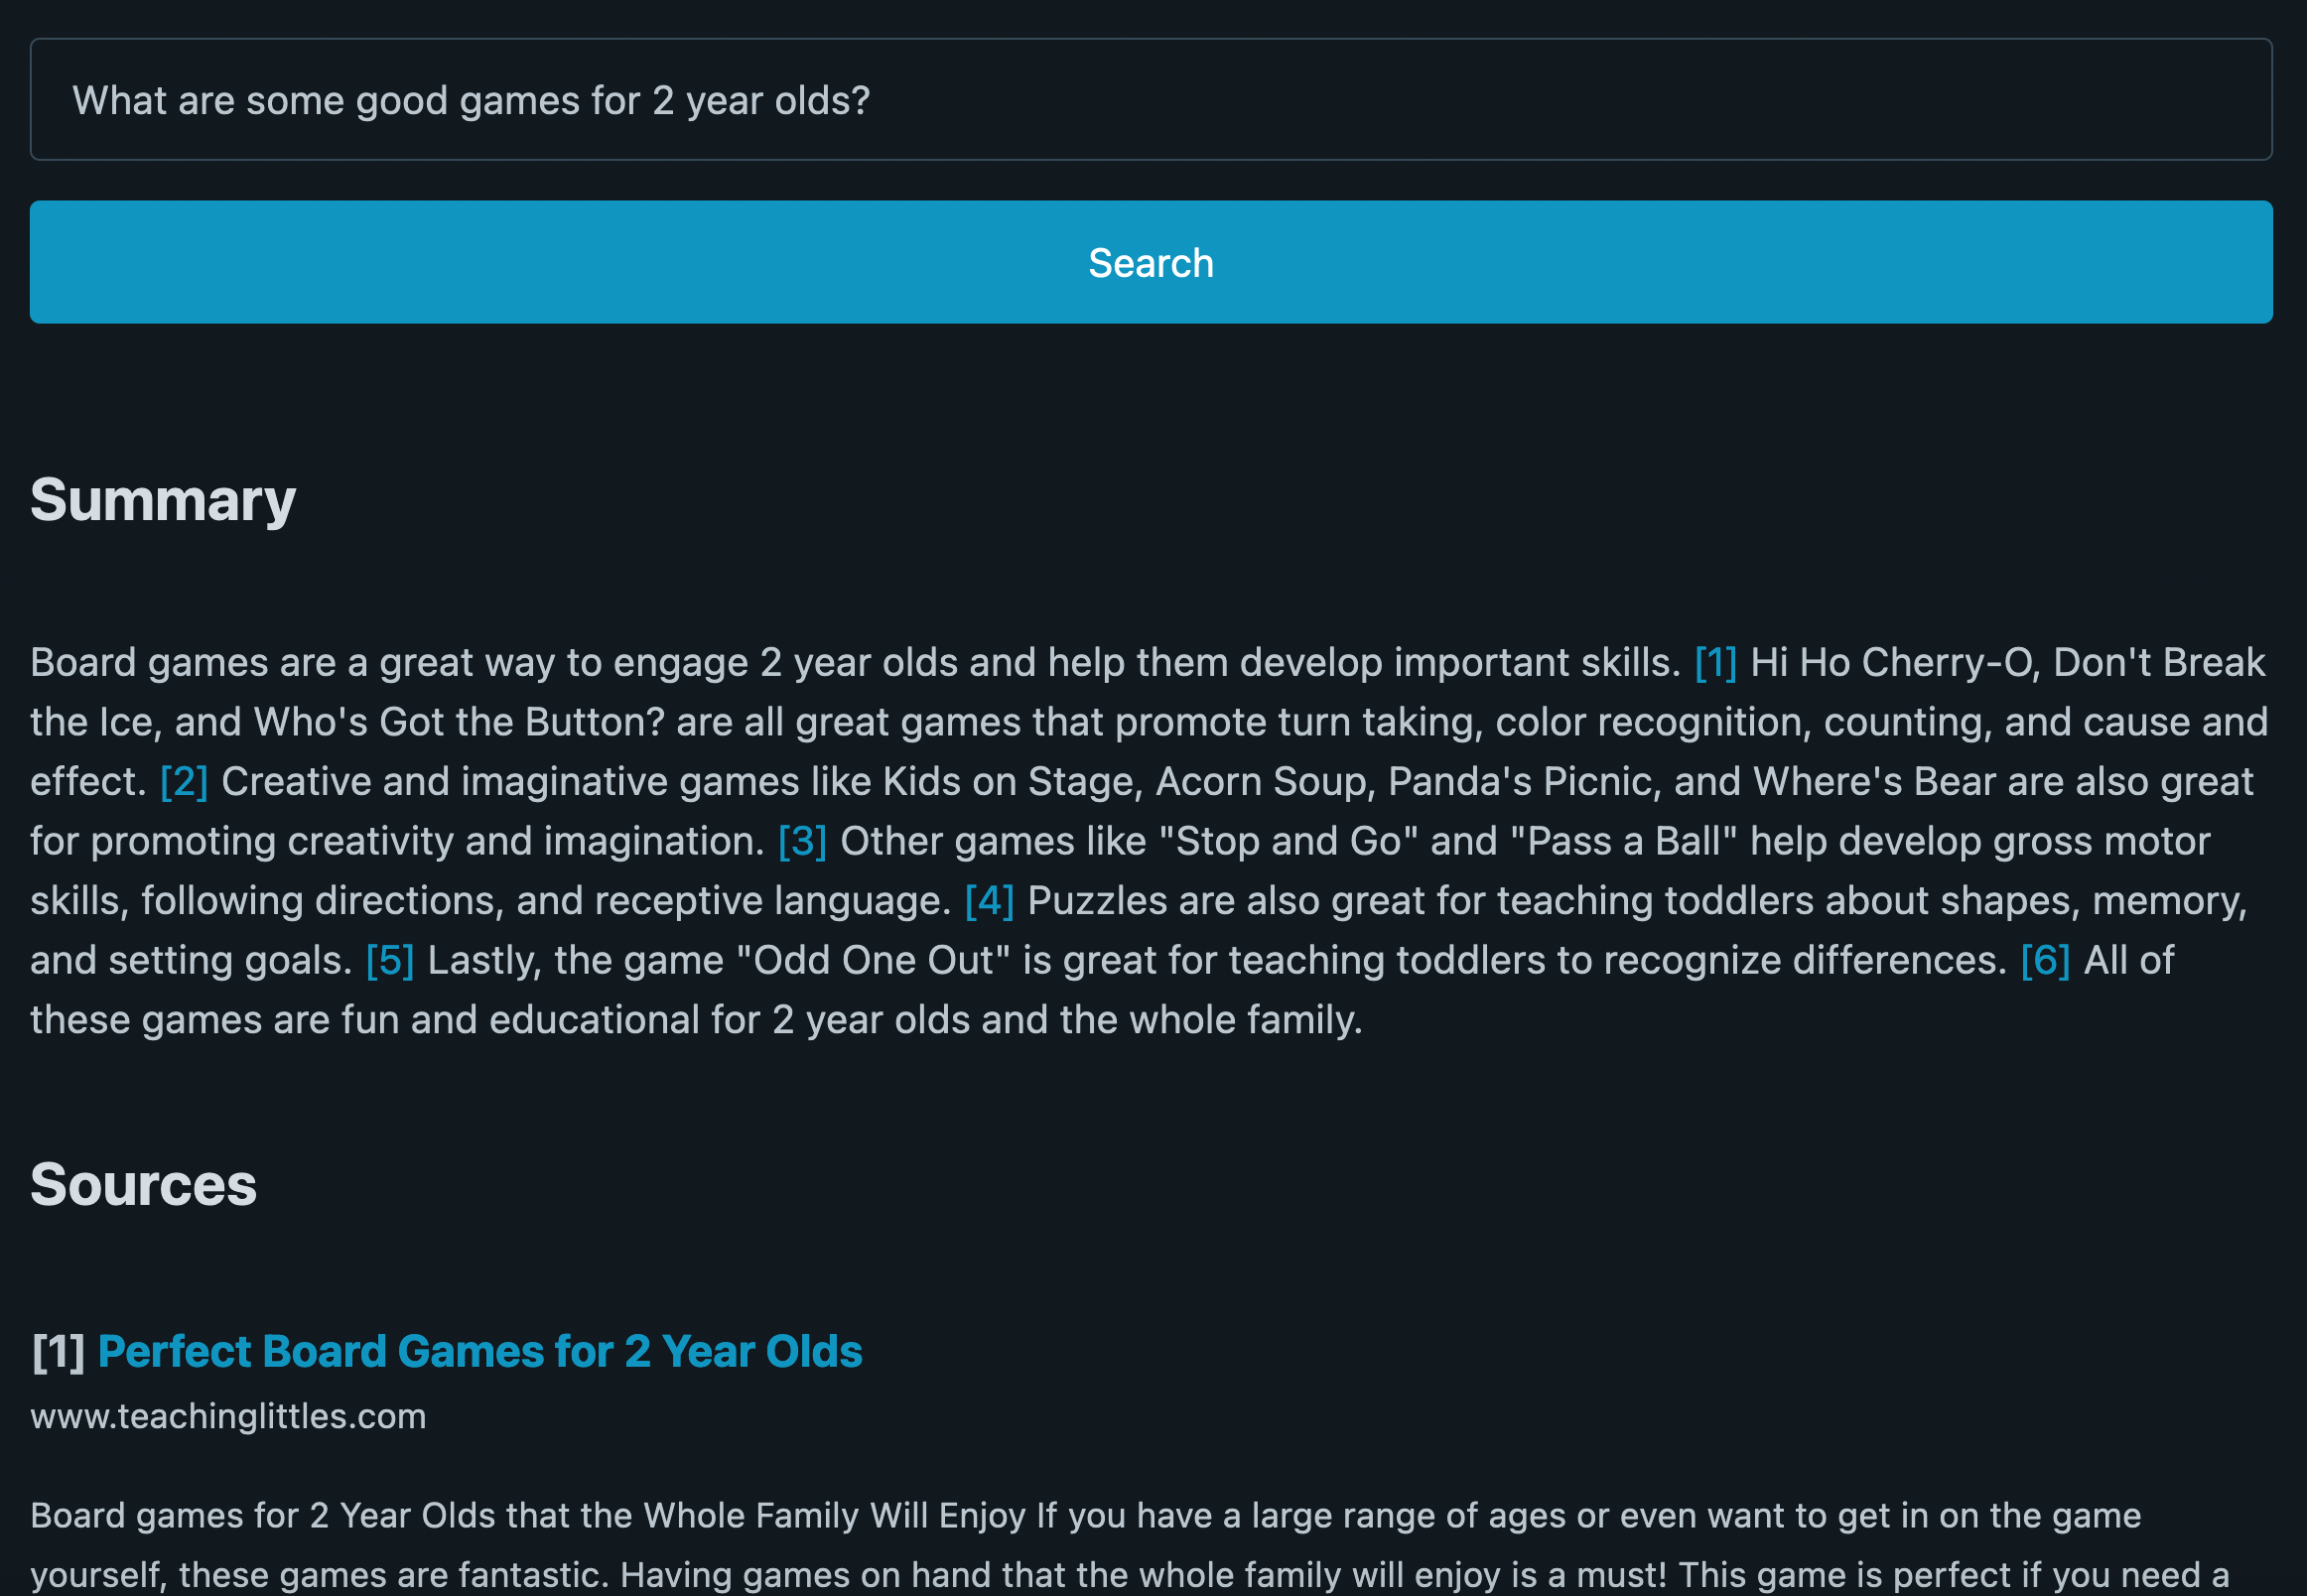 What are some good games for 2 year olds?
Search
Summary
Board games are a great way to engage 2 year olds and help them develop important skills. [1] Hi Ho Cherry-O, Don't Break
the Ice, and Who's Got the Button? are all great games that promote turn taking, color recognition, counting, and cause and
effect. [2] Creative and imaginative games like Kids on Stage, Acorn Soup, Panda's Picnic, and Where's Bear are also great
for promoting creativity and imagination. [3] Other games like "Stop and Go" and "Pass a Ball" help develop gross motor
skills, following directions, and receptive language. [4] Puzzles are also great for teaching toddlers about shapes, memory,
and setting goals. [5] Lastly, the game "Odd One Out" is great for teaching toddlers to recognize differences. [6] All of
these games are fun and educational for 2 year olds and the whole family.
Sources
[1] Perfect Board Games for 2 Year Olds
www.teachinglittles.com
Board games for 2 Year Olds that the Whole Family Will Enjoy If you have a large range of ages or even want to get in on the game
yourself, these games are fantastic. Having games on hand that the whole family will enjoy is a must! This game is perfect if you need a